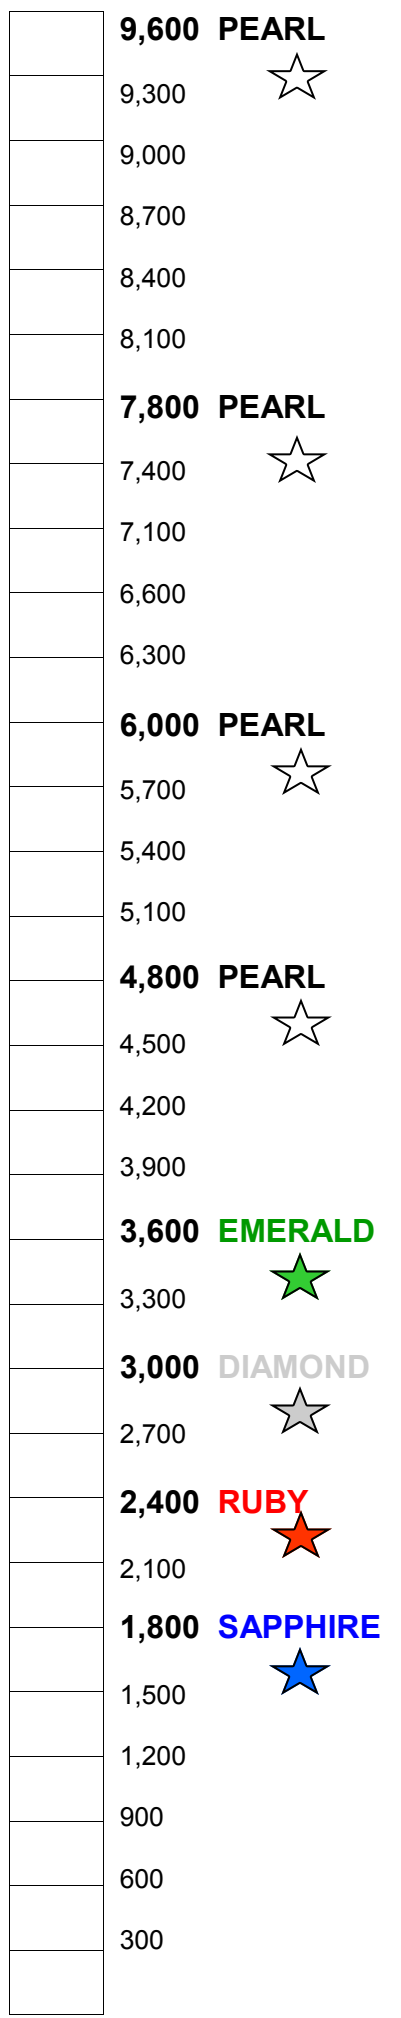 9,600 PEARL
9,300
9,000
8,700
8,400
8,100
7,800 PEARL
7,400
7,100
6,600
6,300
6,000 PEARL
5,700
5,400
5,100
4,800 PEARL
4,500
4,200
3,900
3,600 EMERALD
3,300
3,000 DIAMOND
2,700
2,400 RUBY
2,100
1,800 SAPPHIRE
1,500
1,200
900
600
300